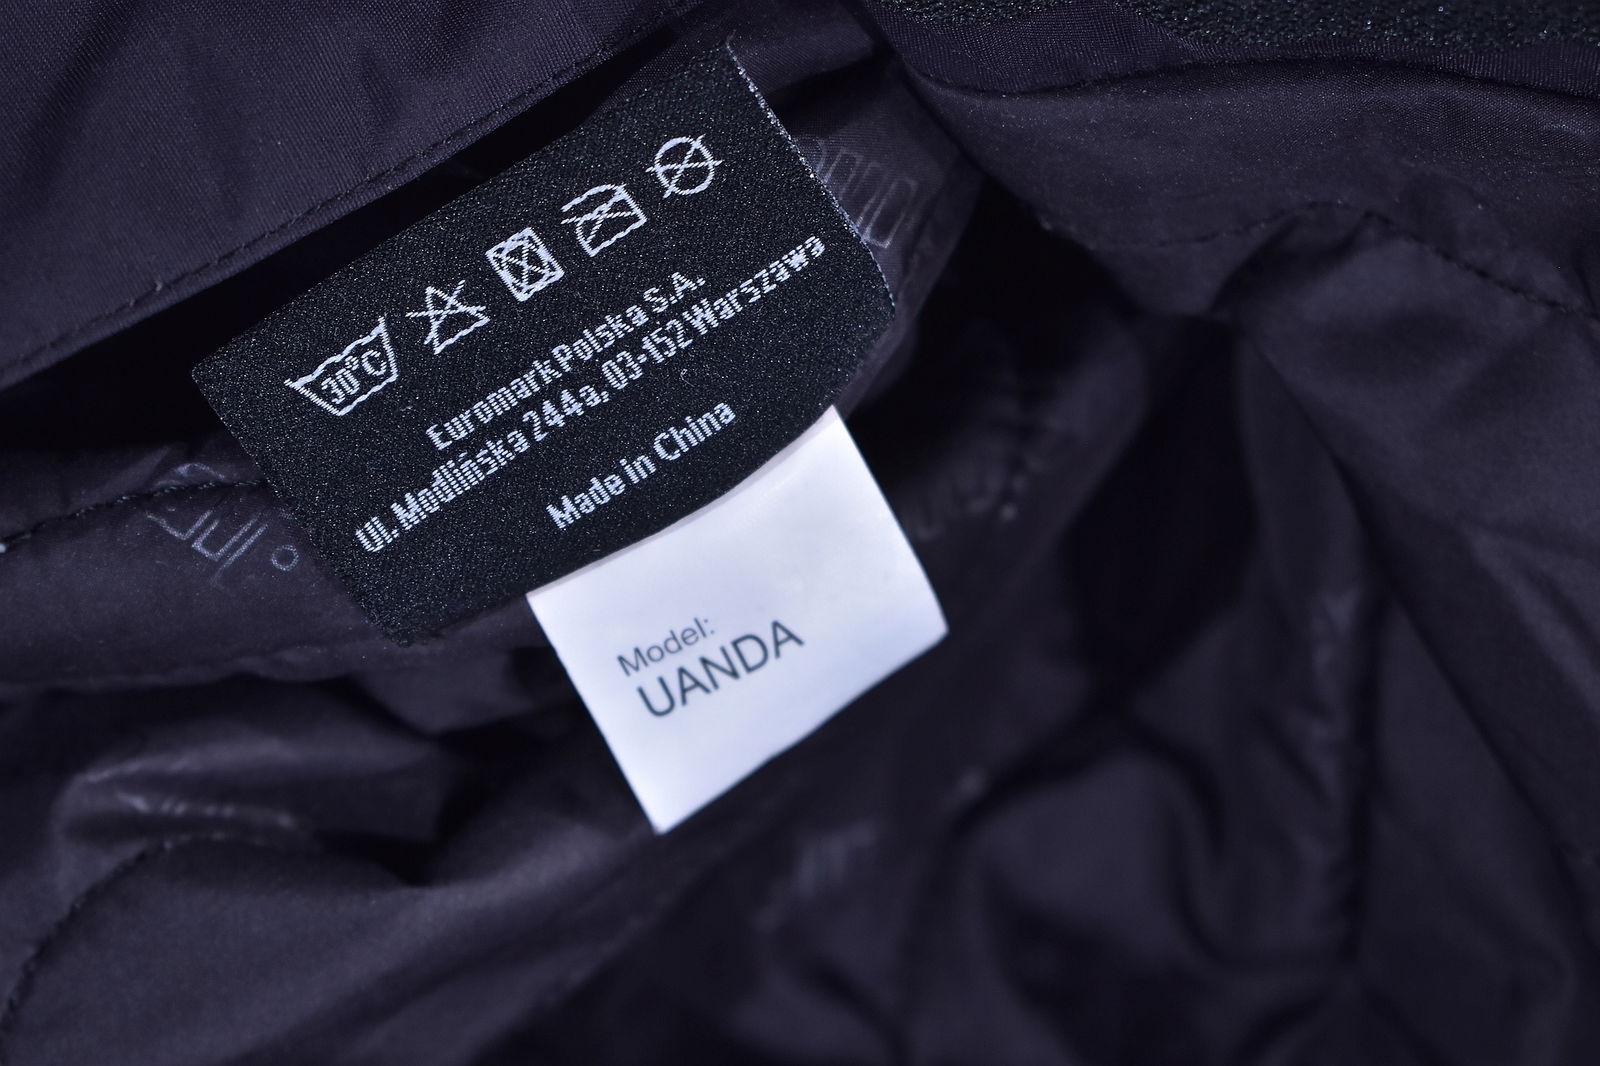 30°C
Euromark Polska S.A.
Ul. Modlińska 244a, 03-152 Warszawa
Made in China
Model:
UANDA